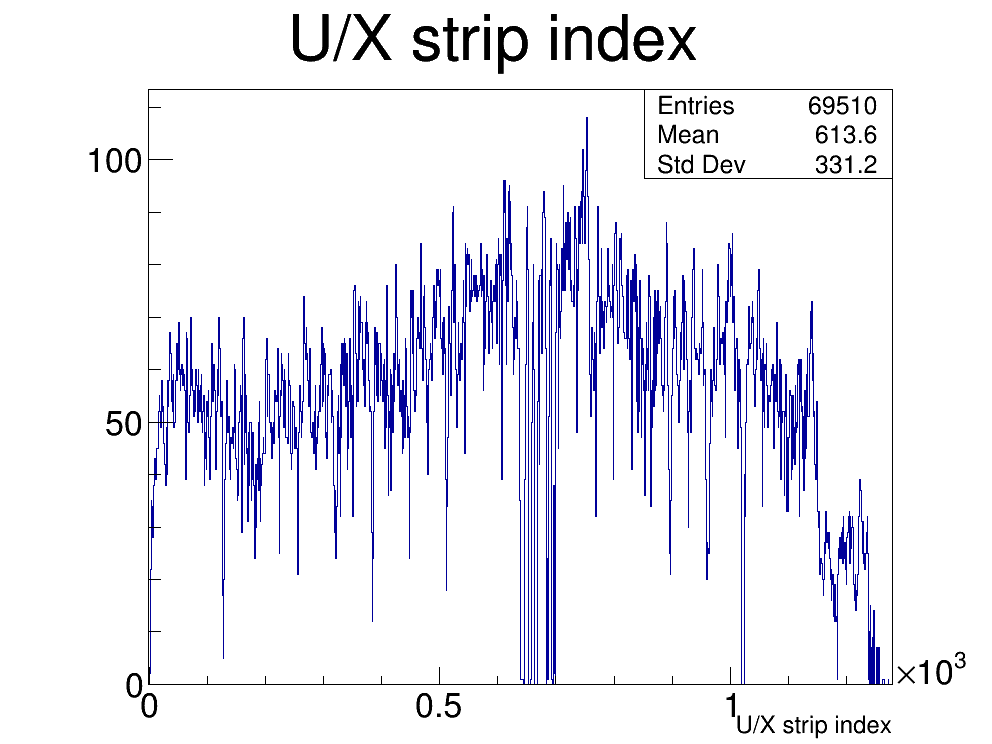 U/X strip index
Entries 69510
Mean 613.6
Std Dev 331.2
100
50
0
0 0.5 1
×10³
U/X strip index